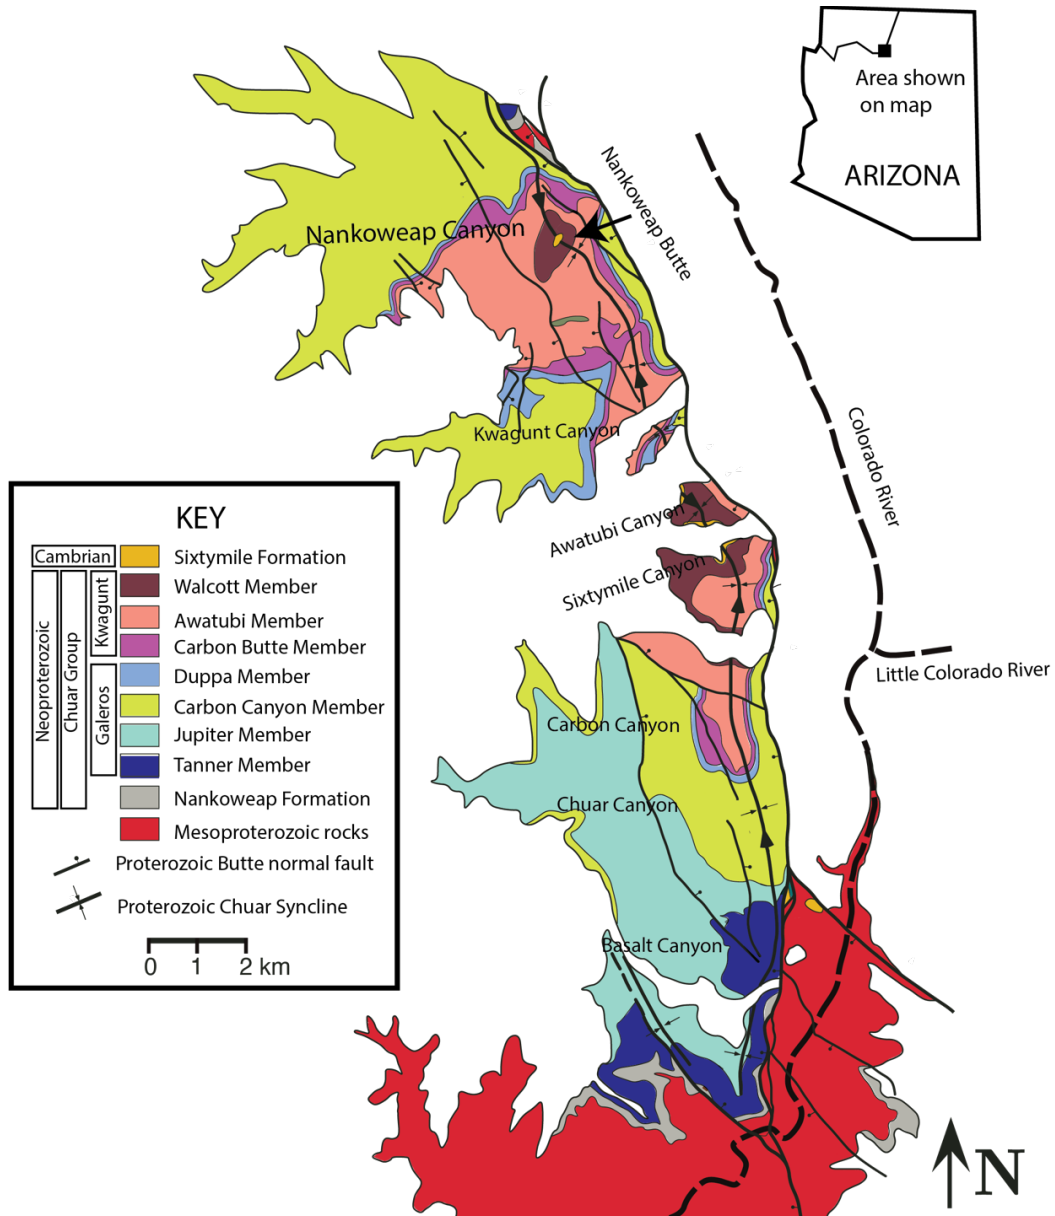 Area shown
on map
ARIZONA
Nankoweap Butte
Nankoweap Canyon
Kwagunt Canyon
Colorado River
Awatubi Canyon
Sixtymile Canyon
Little Colorado River
Carbon Canyon
Chuar Canyon
Basalt Canyon
KEY
Cambrian
Neoproterozoic
Chuar Group
Kwagunt
Galeros
Sixtymile Formation
Walcott Member
Awatubi Member
Carbon Butte Member
Duppa Member
Carbon Canyon Member
Jupiter Member
Tanner Member
Nankoweap Formation
Mesoproterozoic rocks
Proterozoic Butte normal fault
Proterozoic Chuar Syncline
0 1 2 km
N